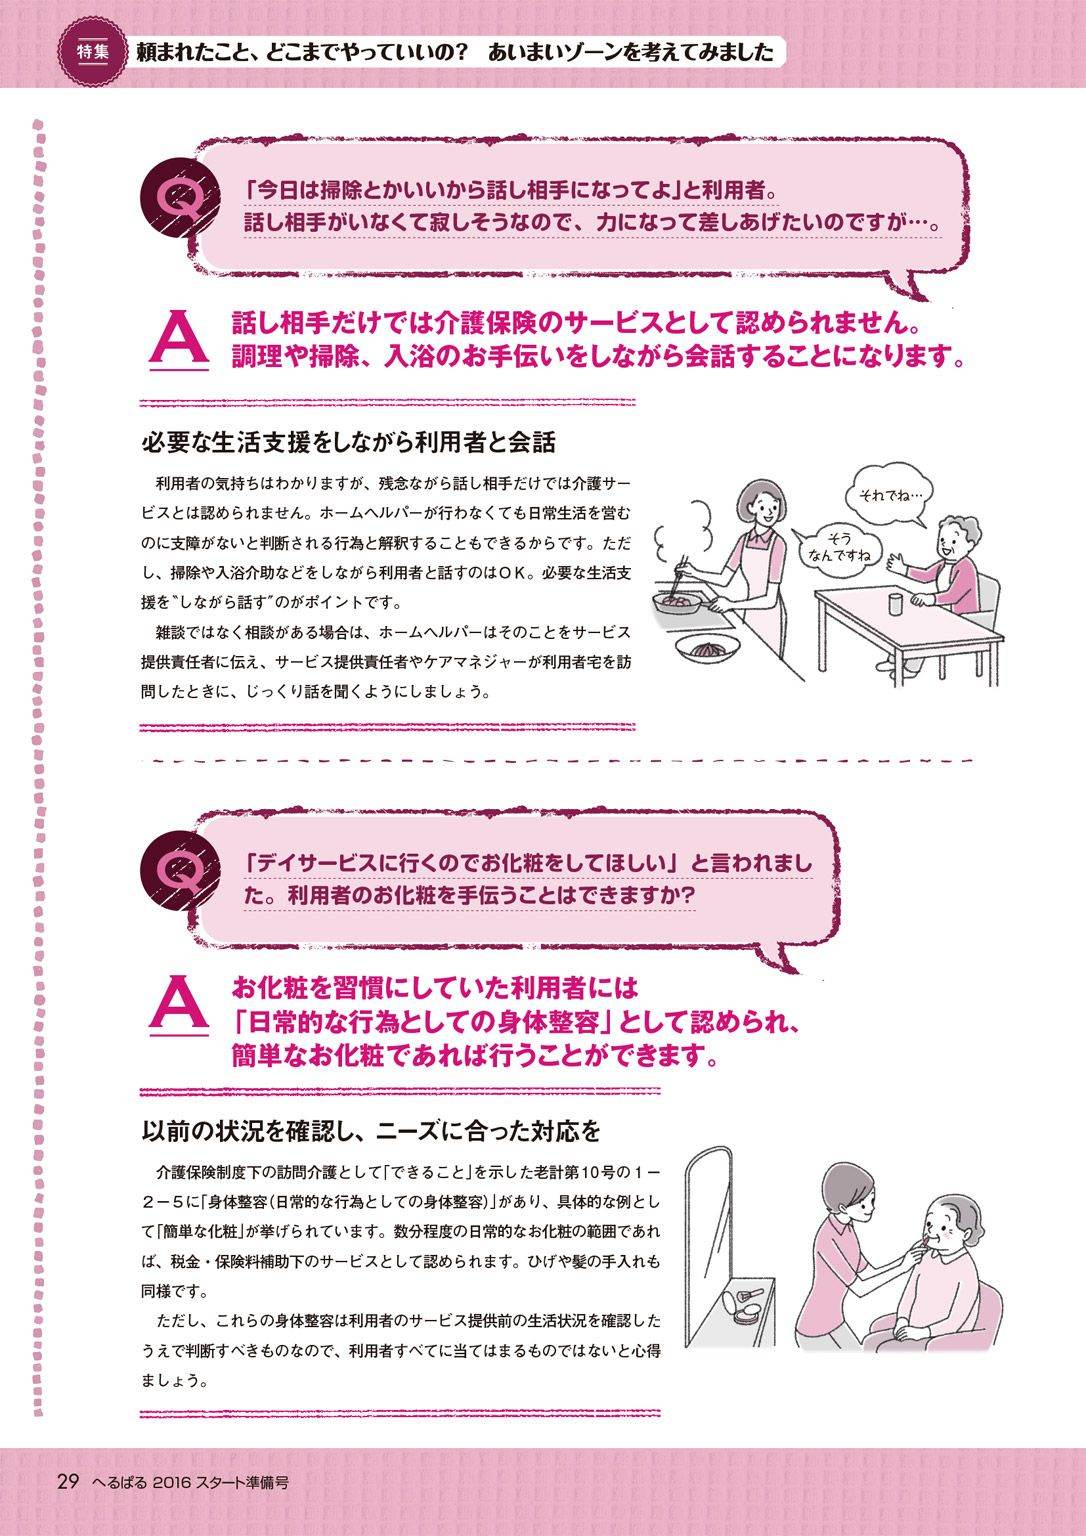 特集
頼まれたこと、どこまでやっていいの？　あいまいゾーンを考えてみました
Q
「今日は掃除とかいいから話し相手になってよ」と利用者。
話し相手がいなくて寂しそうなので、力になって差しあげたいのですが…。
A
話し相手だけでは介護保険のサービスとして認められません。
調理や掃除、入浴のお手伝いをしながら会話することになります。
必要な生活支援をしながら利用者と会話
　利用者の気持ちはわかりますが、残念ながら話し相手だけでは介護サー
ビスとは認められません。ホームヘルパーが行わなくても日常生活を営む
のに支障がないと判断される行為と解釈することもできるからです。ただ
し、掃除や入浴介助などをしながら利用者と話すのはＯＫ。必要な生活支
援を〝しながら話す〞のがポイントです。
　雑談ではなく相談がある場合は、ホームヘルパーはそのことをサービス
提供責任者に伝え、サービス提供責任者やケアマネジャーが利用者宅を訪
問したときに、じっくり話を聞くようにしましょう。
それでね…
そう
なんですね
Q
「デイサービスに行くのでお化粧をしてほしい」と言われまし
た。利用者のお化粧を手伝うことはできますか？
A
お化粧を習慣にしていた利用者には
「日常的な行為としての身体整容」として認められ、
簡単なお化粧であれば行うことができます。
以前の状況を確認し、ニーズに合った対応を
　介護保険制度下の訪問介護として「できること」を示した老計第10号の１－
２－５に「身体整容（日常的な行為としての身体整容）」があり、具体的な例とし
て「簡単な化粧」が挙げられています。数分程度の日常的なお化粧の範囲であれ
ば、税金・保険料補助下のサービスとして認められます。ひげや髪の手入れも
同様です。
　ただし、これらの身体整容は利用者のサービス提供前の生活状況を確認した
うえで判断すべきものなので、利用者すべてに当てはまるものではないと心得
ましょう。
29　へるぱる 2016 スタート準備号